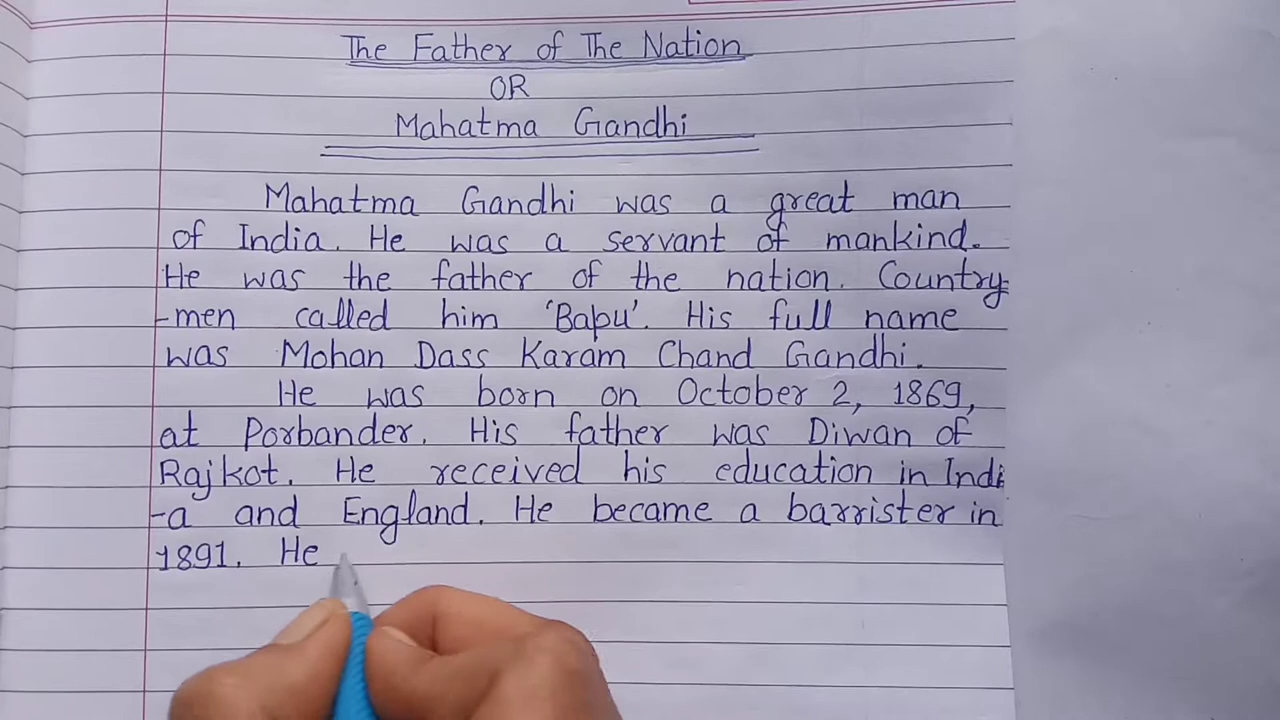 The Father of The Nation
OR
Mahatma Gandhi
Mahatma Gandhi was a great man
of India. He was a servant of mankind.
He was the father of the nation. Country
-men called him 'Bapu'. His full name
was Mohan Dass Karam Chand Gandhi.
He was born on October 2, 1869,
at Porbander. His father was Diwan of
Rajkot. He received his education in Indi
-a and England. He became a barrister in
1891. He